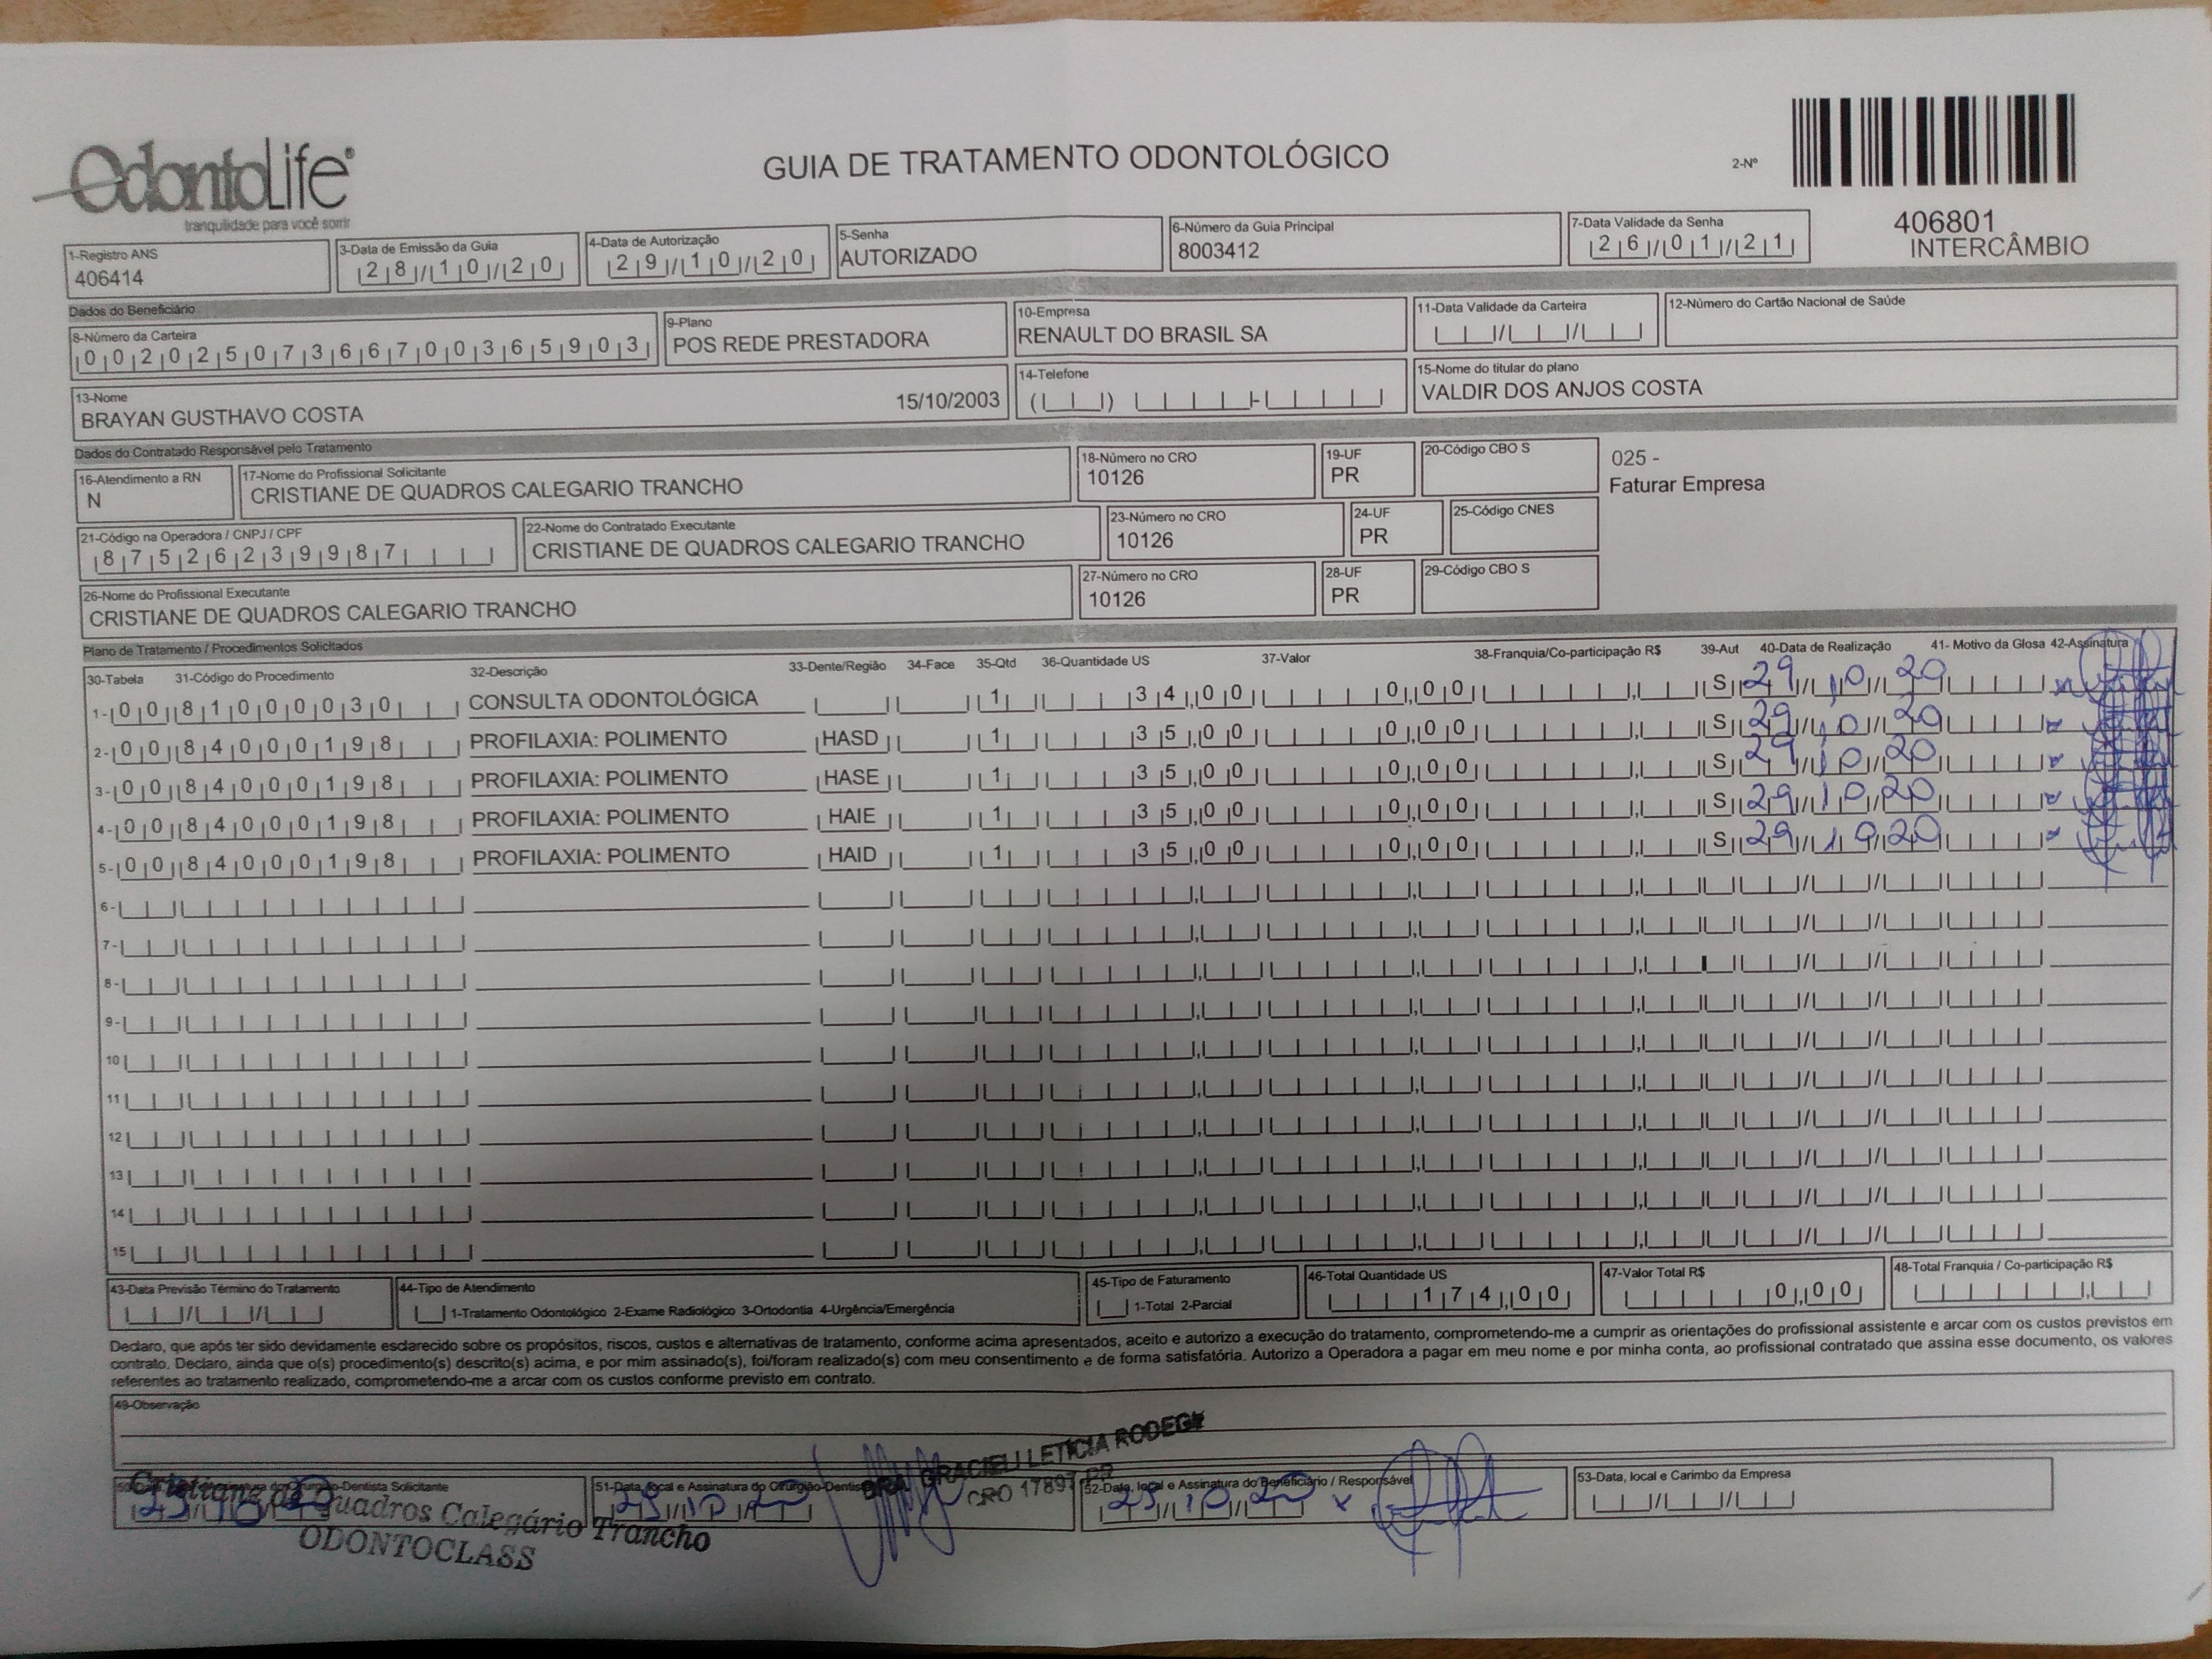 OdontoLife®
tranquilidade para você sorrir
GUIA DE TRATAMENTO ODONTOLÓGICO
2-Nº
406801
INTERCÂMBIO
1-Registro ANS
406414
3-Data de Emissão da Guia
28/10/20
4-Data de Autorização
29/10/20
5-Senha
AUTORIZADO
6-Número da Guia Principal
8003412
7-Data Validade da Senha
26/01/21
Dados do Beneficiário
8-Número da Carteira
00202507366700365903
9-Plano
POS REDE PRESTADORA
10-Empresa
RENAULT DO BRASIL SA
11-Data Validade da Carteira
12-Número do Cartão Nacional de Saúde
13-Nome
BRAYAN GUSTHAVO COSTA 15/10/2003
14-Telefone
15-Nome do titular do plano
VALDIR DOS ANJOS COSTA
Dados do Contratado Responsável pelo Tratamento
16-Atendimento a RN
N
17-Nome do Profissional Solicitante
CRISTIANE DE QUADROS CALEGARIO TRANCHO
18-Número no CRO
10126
19-UF
PR
20-Código CBO S
025 -
Faturar Empresa
21-Código na Operadora / CNPJ / CPF
87526239987
22-Nome do Contratado Executante
CRISTIANE DE QUADROS CALEGARIO TRANCHO
23-Número no CRO
10126
24-UF
PR
25-Código CNES
26-Nome do Profissional Executante
CRISTIANE DE QUADROS CALEGARIO TRANCHO
27-Número no CRO
10126
28-UF
PR
29-Código CBO S
Plano de Tratamento / Procedimentos Solicitados
30-Tabela 31-Código do Procedimento 32-Descrição 33-Dente/Região 34-Face 35-Qtd 36-Quantidade US 37-Valor 38-Franquia/Co-participação R$ 39-Aut 40-Data de Realização 41- Motivo da Glosa 42-Assinatura
1- 00 81000030 CONSULTA ODONTOLÓGICA 1 34,00 0,00 S 29/10/20
2- 00 84000198 PROFILAXIA: POLIMENTO HASD 1 35,00 0,00 S 29/10/20
3- 00 84000198 PROFILAXIA: POLIMENTO HASE 1 35,00 0,00 S 29/10/20
4- 00 84000198 PROFILAXIA: POLIMENTO HAIE 1 35,00 0,00 S 29/10/20
5- 00 84000198 PROFILAXIA: POLIMENTO HAID 1 35,00 0,00 S 29/10/20
6-
7-
8-
9-
10
11
12
13
14
15
43-Data Previsão Término do Tratamento
44-Tipo de Atendimento
1-Tratamento Odontológico 2-Exame Radiológico 3-Ortodontia 4-Urgência/Emergência
45-Tipo de Faturamento
1-Total 2-Parcial
46-Total Quantidade US
174,00
47-Valor Total R$
0,00
48-Total Franquia / Co-participação R$
Declaro, que após ter sido devidamente esclarecido sobre os propósitos, riscos, custos e alternativas de tratamento, conforme acima apresentados, aceito e autorizo a execução do tratamento, comprometendo-me a cumprir as orientações do profissional assistente e arcar com os custos previstos em
contrato. Declaro, ainda que o(s) procedimento(s) descrito(s) acima, e por mim assinado(s), foi/foram realizado(s) com meu consentimento e de forma satisfatória. Autorizo a Operadora a pagar em meu nome e por minha conta, ao profissional contratado que assina esse documento, os valores
referentes ao tratamento realizado, comprometendo-me a arcar com os custos conforme previsto em contrato.
49-Observação
-Dentista Solicitante
Cristiane de Quadros Calegário Trancho
ODONTOCLASS
51-Data, local e Assinatura do Cirurgião-Dentista
29/10/20
DRA. GRACIELI LETICIA RODEGH
CRO 17897 PR
52-Data, local e Assinatura do Beneficiário / Responsável
29/10/20 x
53-Data, local e Carimbo da Empresa